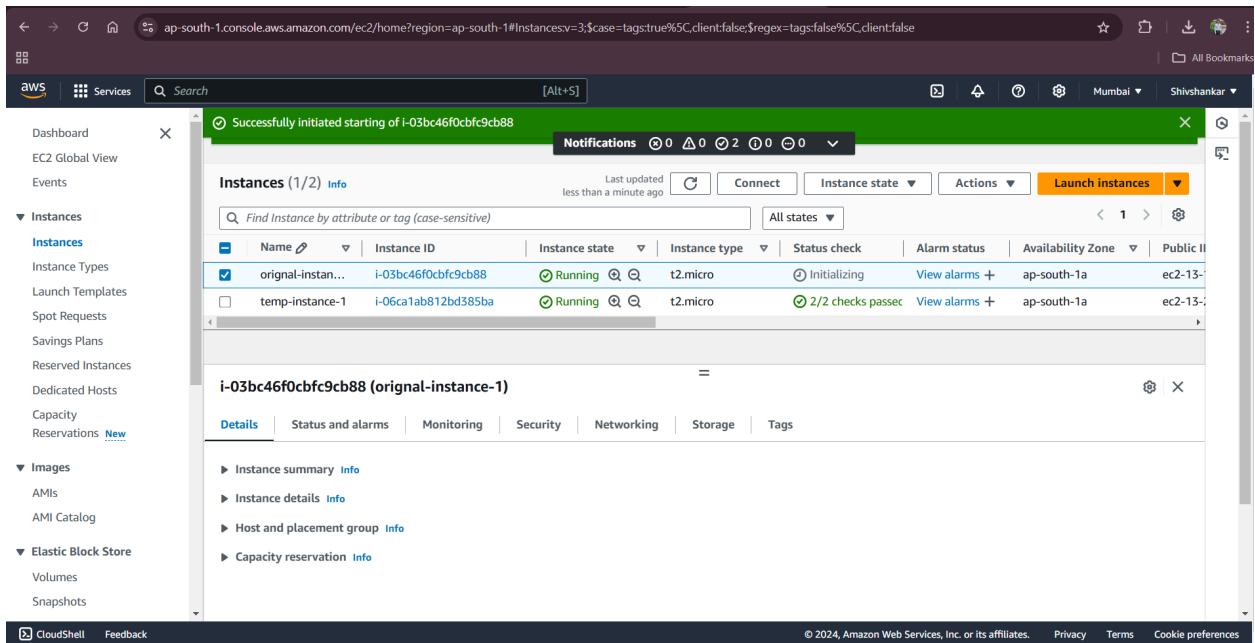 ap-south-1.console.aws.amazon.com/ec2/home?region=ap-south-1#Instances:v=3;$case=tags:true%5C,client:false;$regex=tags:false%5C,client:false
All Bookmarks
aws Services Search [Alt+S] Mumbai ▼ Shivshankar ▼
Dashboard
EC2 Global View
Events
Instances
Instances
Instance Types
Launch Templates
Spot Requests
Savings Plans
Reserved Instances
Dedicated Hosts
Capacity
Reservations New
Images
AMIs
AMI Catalog
Elastic Block Store
Volumes
Snapshots
Successfully initiated starting of i-03bc46f0cbfc9cb88
Notifications 0 0 2 0 0
Instances (1/2) Info
Last updated
less than a minute ago
Connect Instance state ▼ Actions ▼ Launch instances ▼
Find Instance by attribute or tag (case-sensitive) All states ▼ < 1 >
Name Instance ID Instance state Instance type Status check Alarm status Availability Zone Public II
orignal-instan... i-03bc46f0cbfc9cb88 Running t2.micro Initializing View alarms + ap-south-1a ec2-13-
temp-instance-1 i-06ca1ab812bd385ba Running t2.micro 2/2 checks passec View alarms + ap-south-1a ec2-13-
i-03bc46f0cbfc9cb88 (orignal-instance-1)
Details Status and alarms Monitoring Security Networking Storage Tags
Instance summary Info
Instance details Info
Host and placement group Info
Capacity reservation Info
CloudShell Feedback © 2024, Amazon Web Services, Inc. or its affiliates. Privacy Terms Cookie preferences